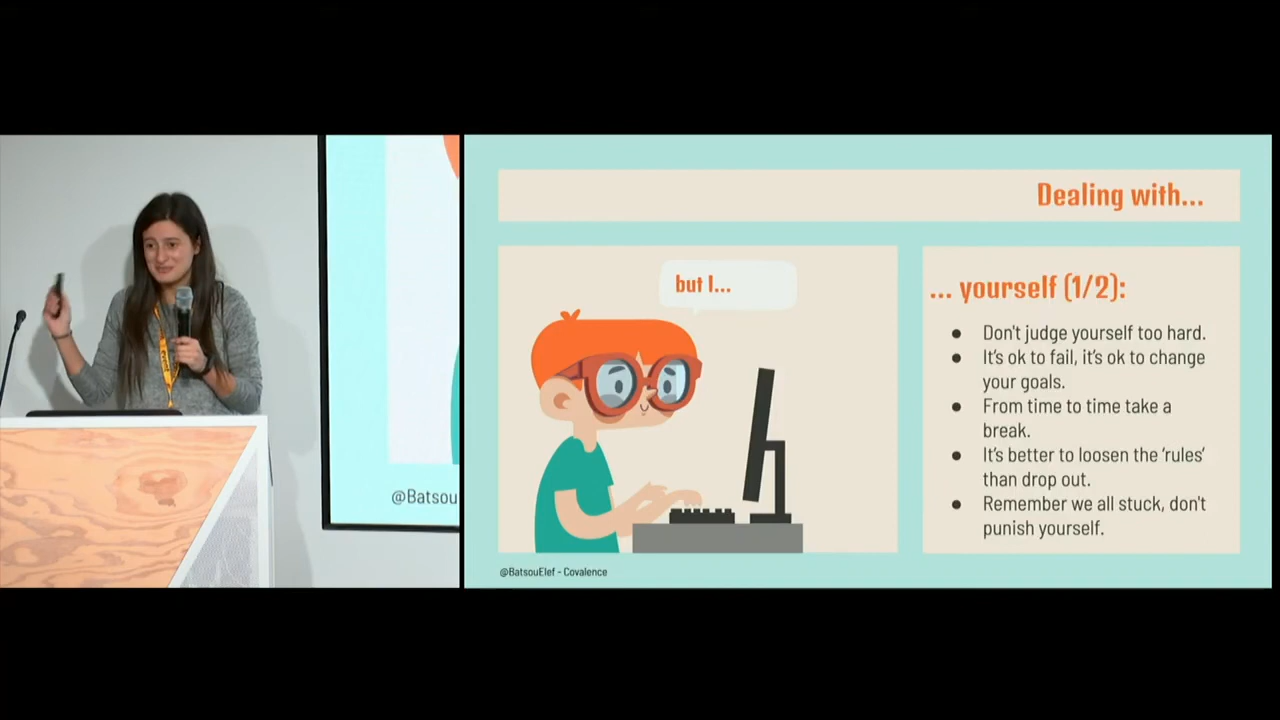 Dealing with...
but I...
... yourself (1/2):
● Don't judge yourself too hard.
● It's ok to fail, it's ok to change
your goals.
● From time to time take a
break.
● It's better to loosen the 'rules'
than drop out.
● Remember we all stuck, don't
punish yourself.
@BatsouElef - Covalence
@Batsou